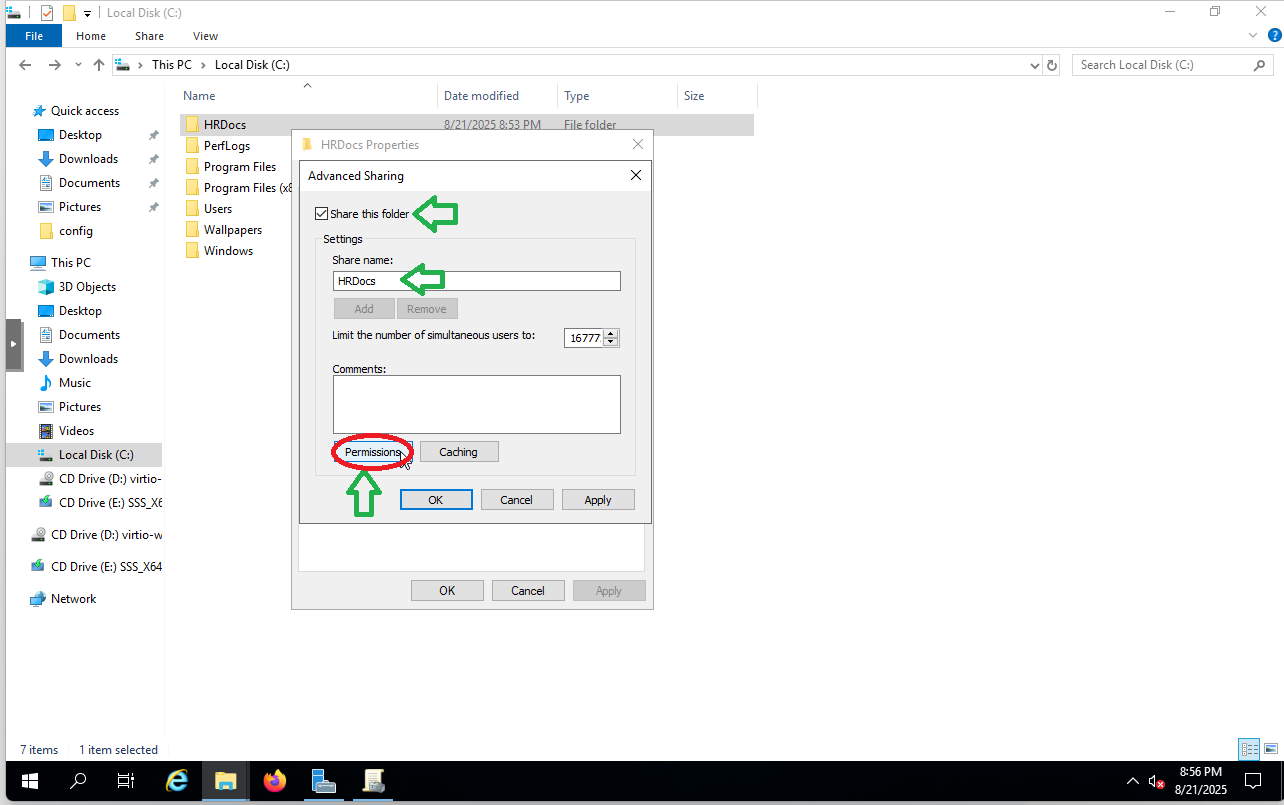 Local Disk (C:)
File Home Share View
This PC Local Disk (C:) Search Local Disk (C:)
Name Date modified Type Size
Quick access
Desktop
Downloads
Documents
Pictures
config
This PC
3D Objects
Desktop
Documents
Downloads
Music
Pictures
Videos
Local Disk (C:)
CD Drive (D:) virtio-
CD Drive (E:) SSS_X6
CD Drive (D:) virtio-w
CD Drive (E:) SSS_X64
Network
HRDocs 8/21/2025 8:53 PM File folder
PerfLogs
Program Files
Program Files (x8
Users
Wallpapers
Windows
HRDocs Properties
Advanced Sharing
Share this folder
Settings
Share name:
HRDocs
Add Remove
Limit the number of simultaneous users to: 16777
Comments:
Permissions Caching
OK Cancel Apply
OK Cancel Apply
7 items 1 item selected
8:56 PM
8/21/2025